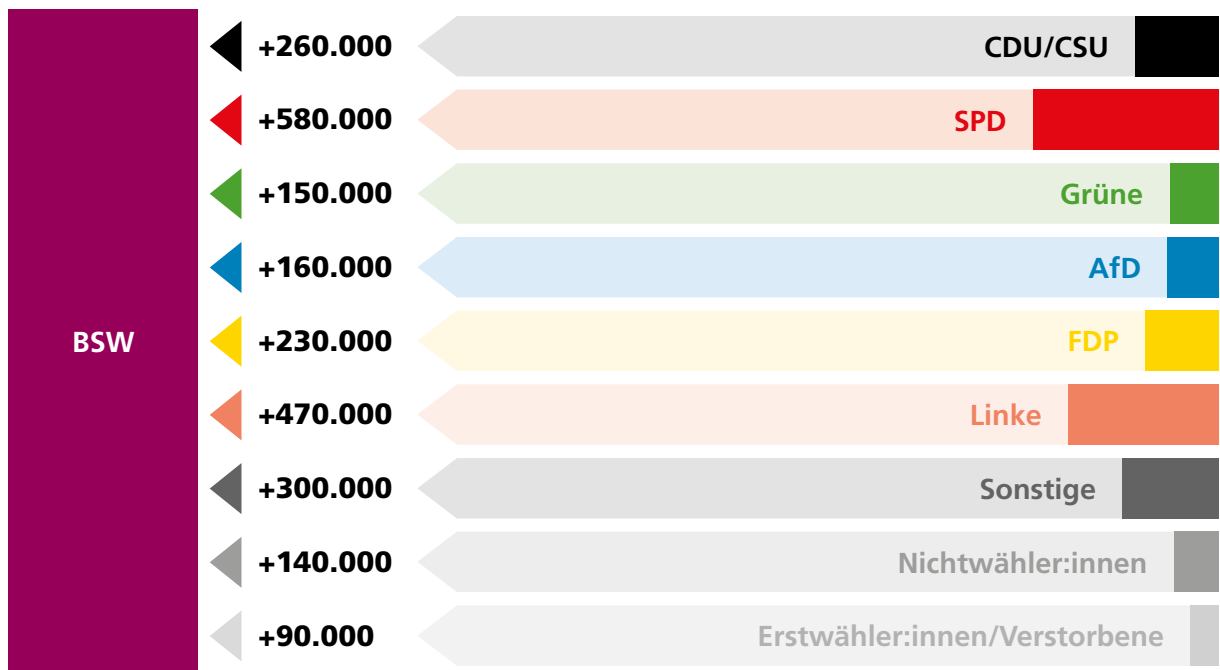 +260.000 CDU/CSU
+580.000 SPD
+150.000 Grüne
+160.000 AfD
BSW +230.000 FDP
+470.000 Linke
+300.000 Sonstige
+140.000 Nichtwähler:innen
+90.000 Erstwähler:innen/Verstorbene